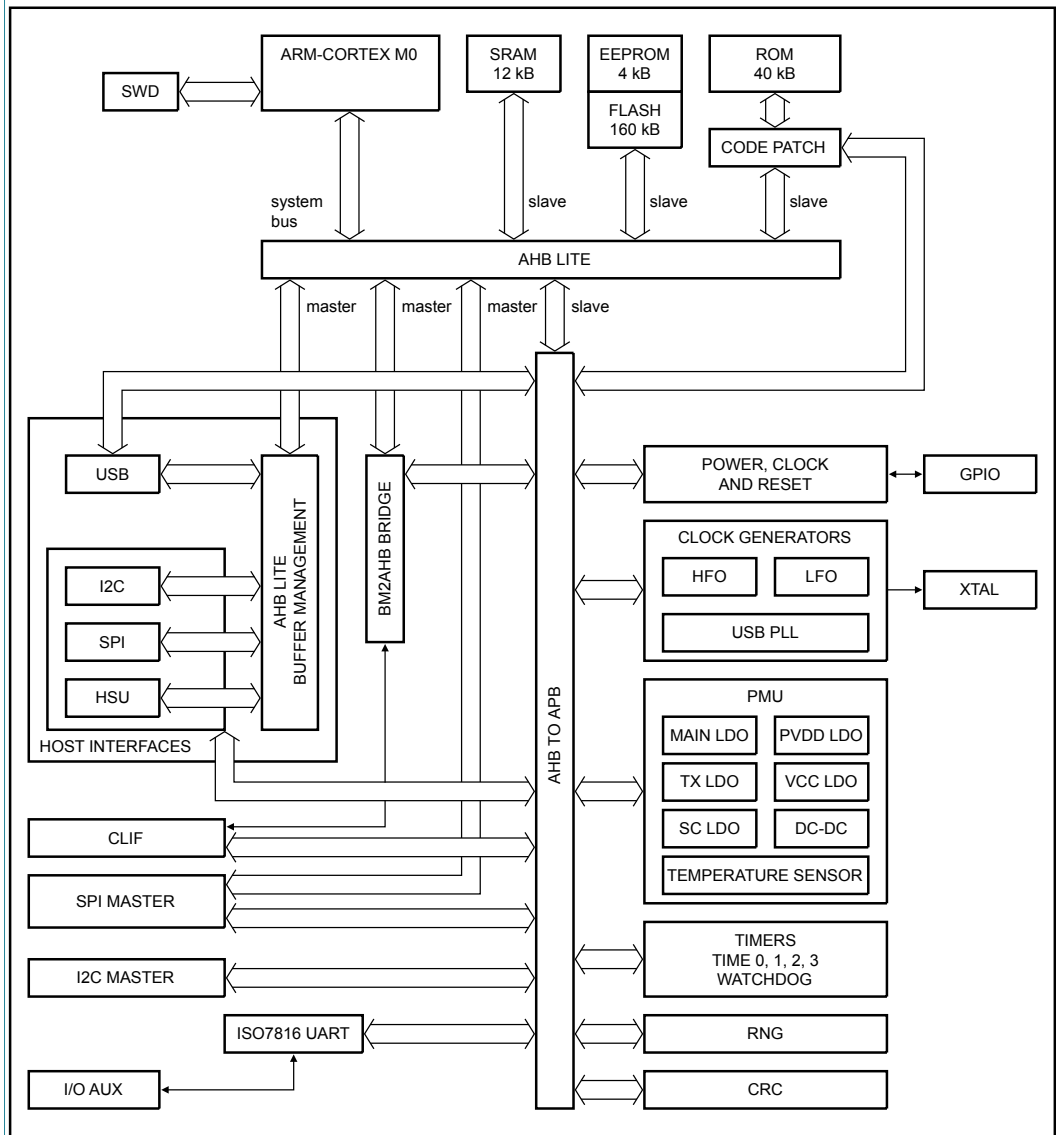 ARM-CORTEX M0
SWD
SRAM
12 kB
EEPROM
4 kB
FLASH
160 kB
ROM
40 kB
CODE PATCH
system
bus
slave
slave
slave
AHB LITE
master
master
master
slave
USB
I2C
SPI
HSU
HOST INTERFACES
AHB LITE
BUFFER MANAGEMENT
BM2AHB BRIDGE
AHB TO APB
CLIF
SPI MASTER
I2C MASTER
ISO7816 UART
I/O AUX
POWER, CLOCK
AND RESET
GPIO
CLOCK GENERATORS
HFO
LFO
USB PLL
XTAL
PMU
MAIN LDO
PVDD LDO
TX LDO
VCC LDO
SC LDO
DC-DC
TEMPERATURE SENSOR
TIMERS
TIME 0, 1, 2, 3
WATCHDOG
RNG
CRC